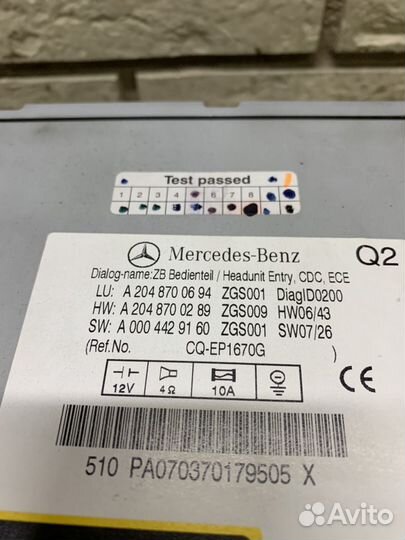 Test passed
1 2 3 4 5 6 7 8
Mercedes-Benz Q2
Dialog-name:ZB Bedienteil / Headunit Entry, CDC, ECE
LU: A 204 870 06 94 ZGS001 DiagID0200
HW: A 204 870 02 89 ZGS009 HW06/43
SW: A 000 442 91 60 ZGS001 SW07/26
(Ref.No. CQ-EP1670G )
12V 4Ω 10A
CE
510 PA070370179505 X
Avito